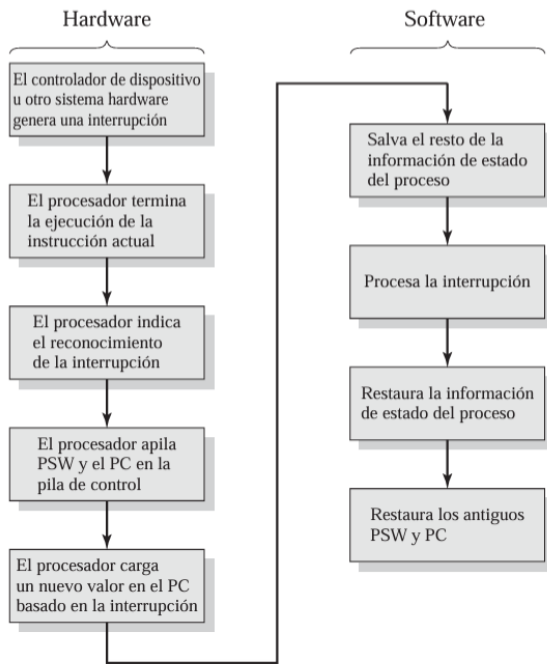 Hardware
El controlador de dispositivo
u otro sistema hardware
genera una interrupción
El procesador termina
la ejecución de la
instrucción actual
El procesador indica
el reconocimiento
de la interrupción
El procesador apila
PSW y el PC en la
pila de control
El procesador carga
un nuevo valor en el PC
basado en la interrupción
Software
Salva el resto de la
información de estado
del proceso
Procesa la interrupción
Restaura la información
de estado del proceso
Restaura los antiguos
PSW y PC